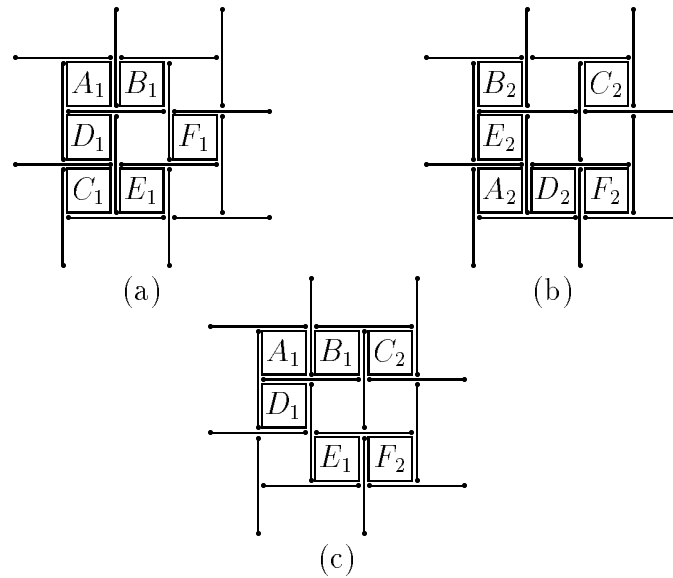 A₁ B₁
D₁ F₁
C₁ E₁
(a)
B₂ C₂
E₂
A₂ D₂ F₂
(b)
A₁ B₁ C₂
D₁
E₁ F₂
(c)